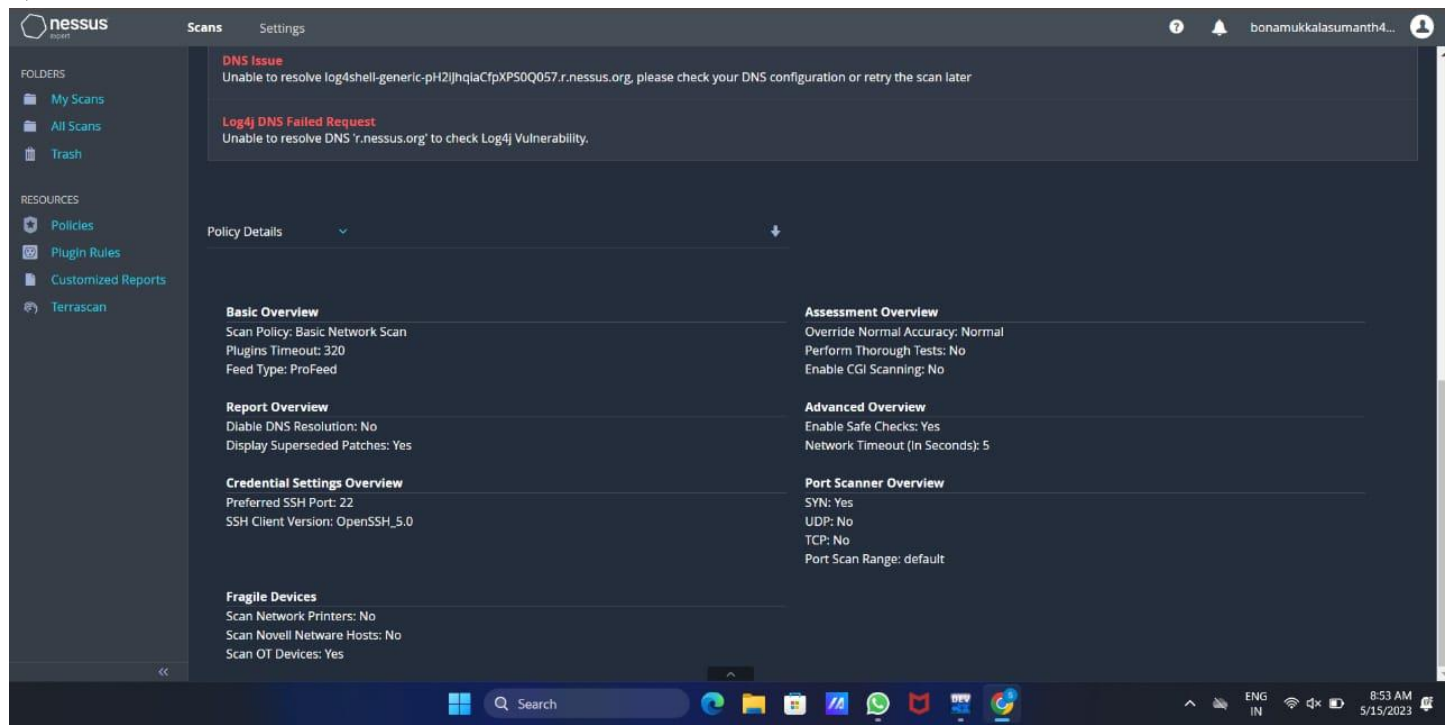 nessus
expert
Scans
Settings
bonamukkalasumanth4...
FOLDERS
My Scans
All Scans
Trash
RESOURCES
Policies
Plugin Rules
Customized Reports
Terrascan
DNS Issue
Unable to resolve log4shell-generic-pH2iJhqiaCfpXPS0Q057.r.nessus.org, please check your DNS configuration or retry the scan later
Log4j DNS Failed Request
Unable to resolve DNS 'r.nessus.org' to check Log4j Vulnerability.
Policy Details
Basic Overview
Scan Policy: Basic Network Scan
Plugins Timeout: 320
Feed Type: ProFeed
Report Overview
Diable DNS Resolution: No
Display Superseded Patches: Yes
Credential Settings Overview
Preferred SSH Port: 22
SSH Client Version: OpenSSH_5.0
Fragile Devices
Scan Network Printers: No
Scan Novell Netware Hosts: No
Scan OT Devices: Yes
Assessment Overview
Override Normal Accuracy: Normal
Perform Thorough Tests: No
Enable CGI Scanning: No
Advanced Overview
Enable Safe Checks: Yes
Network Timeout (In Seconds): 5
Port Scanner Overview
SYN: Yes
UDP: No
TCP: No
Port Scan Range: default
Search
DEV
ENG
IN
8:53 AM
5/15/2023